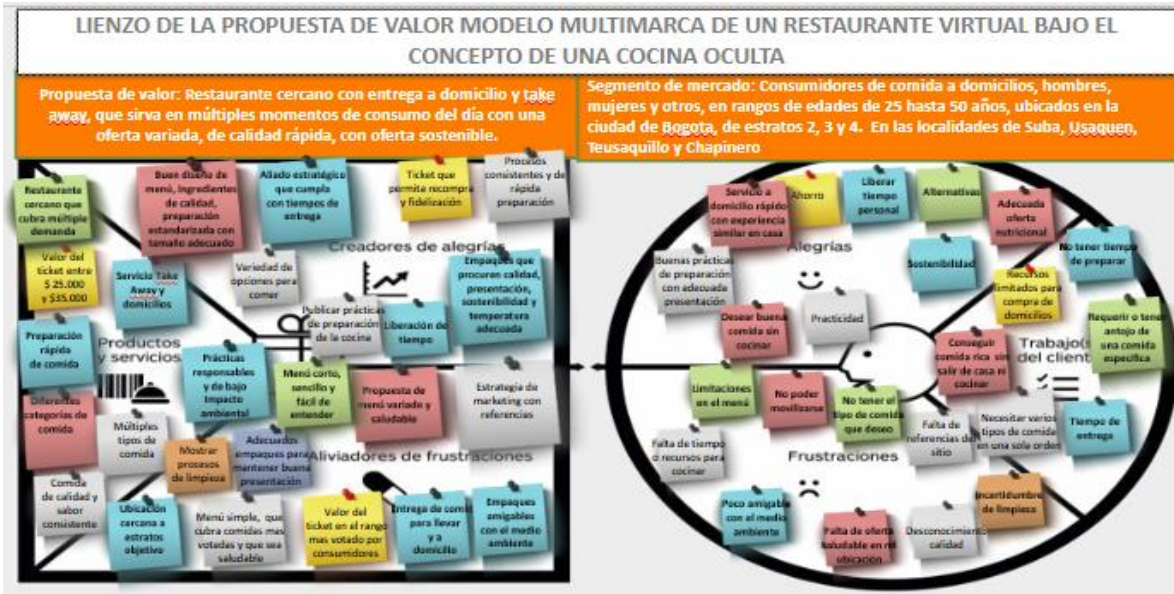 LIENZO DE LA PROPUESTA DE VALOR MODELO MULTIMARCA DE UN RESTAURANTE VIRTUAL BAJO EL
CONCEPTO DE UNA COCINA OCULTA
Propuesta de valor: Restaurante cercano con entrega a domicilio y take
away, que sirva en múltiples momentos de consumo del día con una
oferta variada, de calidad rápida, con oferta sostenible.
Segmento de mercado: Consumidores de comida a domicilios, hombres,
mujeres y otros, en rangos de edades de 25 hasta 50 años, ubicados en la
ciudad de Bogota, de estratos 2, 3 y 4. En las localidades de Suba, Usaquen,
Teusaquillo y Chapinero
Restaurante
cercano que
cubra múltiple
demanda
Buen diseño de
menú, ingredientes
de calidad,
preparación
estandarizada con
tamaño adecuado
Aliado estratégico
que cumpla
con tiempos de
entrega
Ticket que
permita recompra
y fidelización
Procesos
consistentes y de
rápida
preparación
Creadores de alegrías
Valor del
ticket entre
$ 25.000
y $35.000
Servicio Take
Away y
domicilios
Variedad de
opciones para
comer
Publicar prácticas
de preparación
de la cocina
Liberación de
tiempo
Empaques que
procuren calidad,
presentación,
sostenibilidad y
temperatura
adecuada
Preparación
rápida
de comida
Productos
y servicios
Prácticas
responsables
y de bajo
Impacto
ambiental
Menú corto,
sencillo y
fácil de
entender
Propuesta de
menú variado y
saludable
Estrategia de
marketing con
referencias
Diferentes
categorías de
comida
Múltiples
tipos de
comida
Mostrar
procesos
de limpieza
Adecuados
empaques para
mantener buena
presentación
Aliviadores de frustraciones
Comida
de calidad y
sabor
consistente
Ubicación
cercana a
estratos
objetivo
Menú simple, que
cubra comidas mas
votadas y que sea
saludable
Valor del
ticket en el rango
mas votado por
consumidores
Entrega de comida
para llevar
y a
domicilio
Empaques
amigables
con el medio
ambiente
Servicio a
domicilio rápido
con experiencia
similar en casa
Ahorro
Liberar
tiempo
personal
Alternativas
Adecuada
oferta
nutricional
Alegrías
Buenas prácticas
de preparación
con adecuada
presentación
Sostenibilidad
No tener tiempo
de preparar
Recursos
limitados para
compra de
domicilios
Desear buena
comida sin
cocinar
Practicidad
Requerir o tener
antojo de
una comida
específica
Conseguir
comida rica sin
salir de casa ni
cocinar
Trabajo(s)
del cliente
Limitaciones
en el menú
No poder
movilizarse
No tener el
tipo de comida
que deseo
Falta de
referencias del
sitio
Necesitar varios
tipos de comida
en una sola orden
Tiempo de
entrega
Falta de tiempo
o recursos para
cocinar
Frustraciones
Poco amigable
con el medio
ambiente
Falta de oferta
saludable en mi
ubicación
Desconocimiento
calidad
Incertidumbre
de limpieza